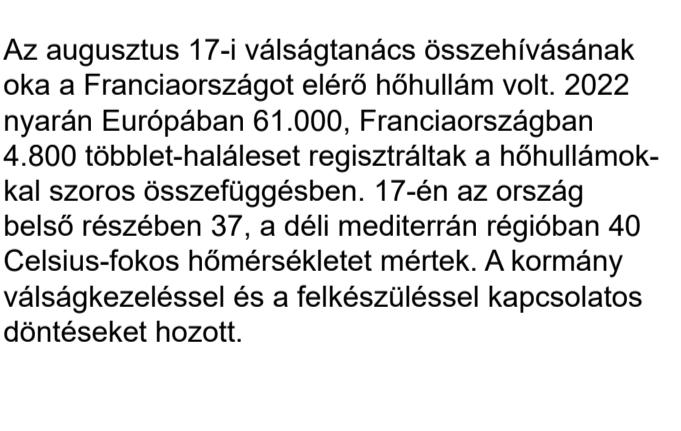 Az augusztus 17-i válságtanács összehívásának
oka a Franciaországot elérő hőhullám volt. 2022
nyarán Európában 61.000, Franciaországban
4.800 többlet-haláleset regisztráltak a hőhullámok-
kal szoros összefüggésben. 17-én az ország
belső részében 37, a déli mediterrán régióban 40
Celsius-fokos hőmérsékletet mértek. A kormány
válságkezeléssel és a felkészüléssel kapcsolatos
döntéseket hozott.